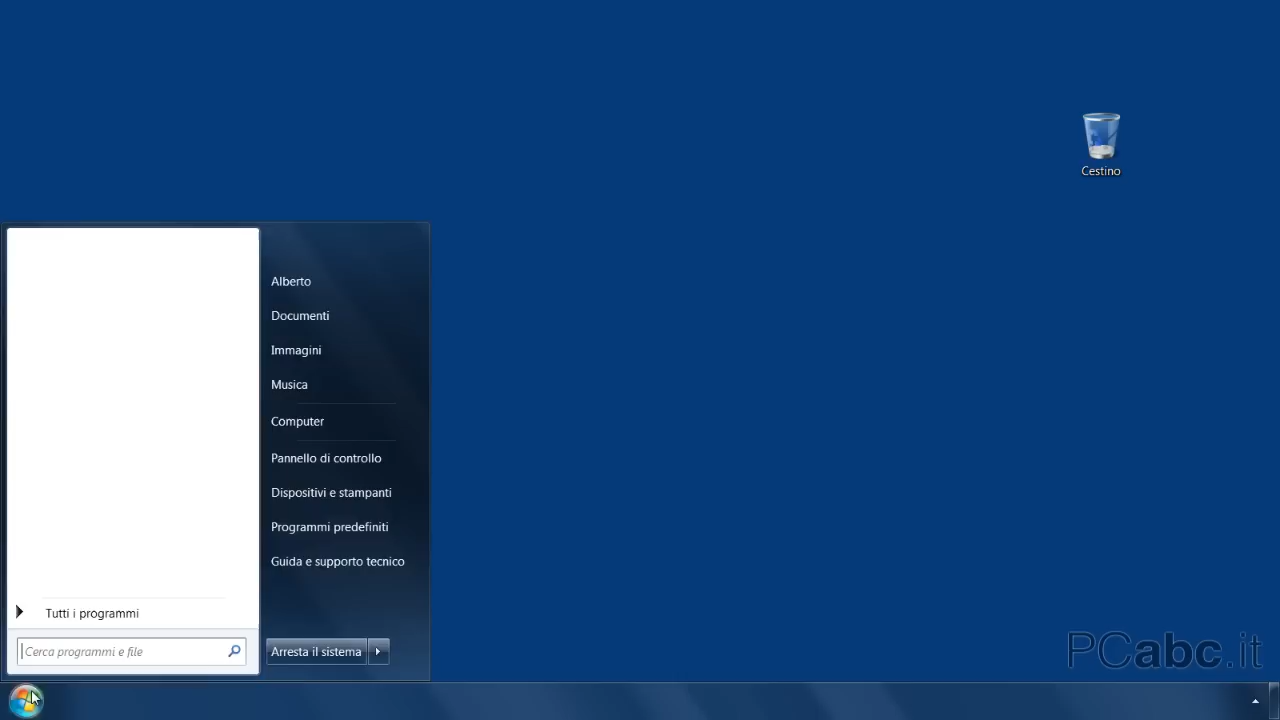 Cestino
Alberto
Documenti
Immagini
Musica
Computer
Pannello di controllo
Dispositivi e stampanti
Programmi predefiniti
Guida e supporto tecnico
Tutti i programmi
Cerca programmi e file
Arresta il sistema
PCabc.it